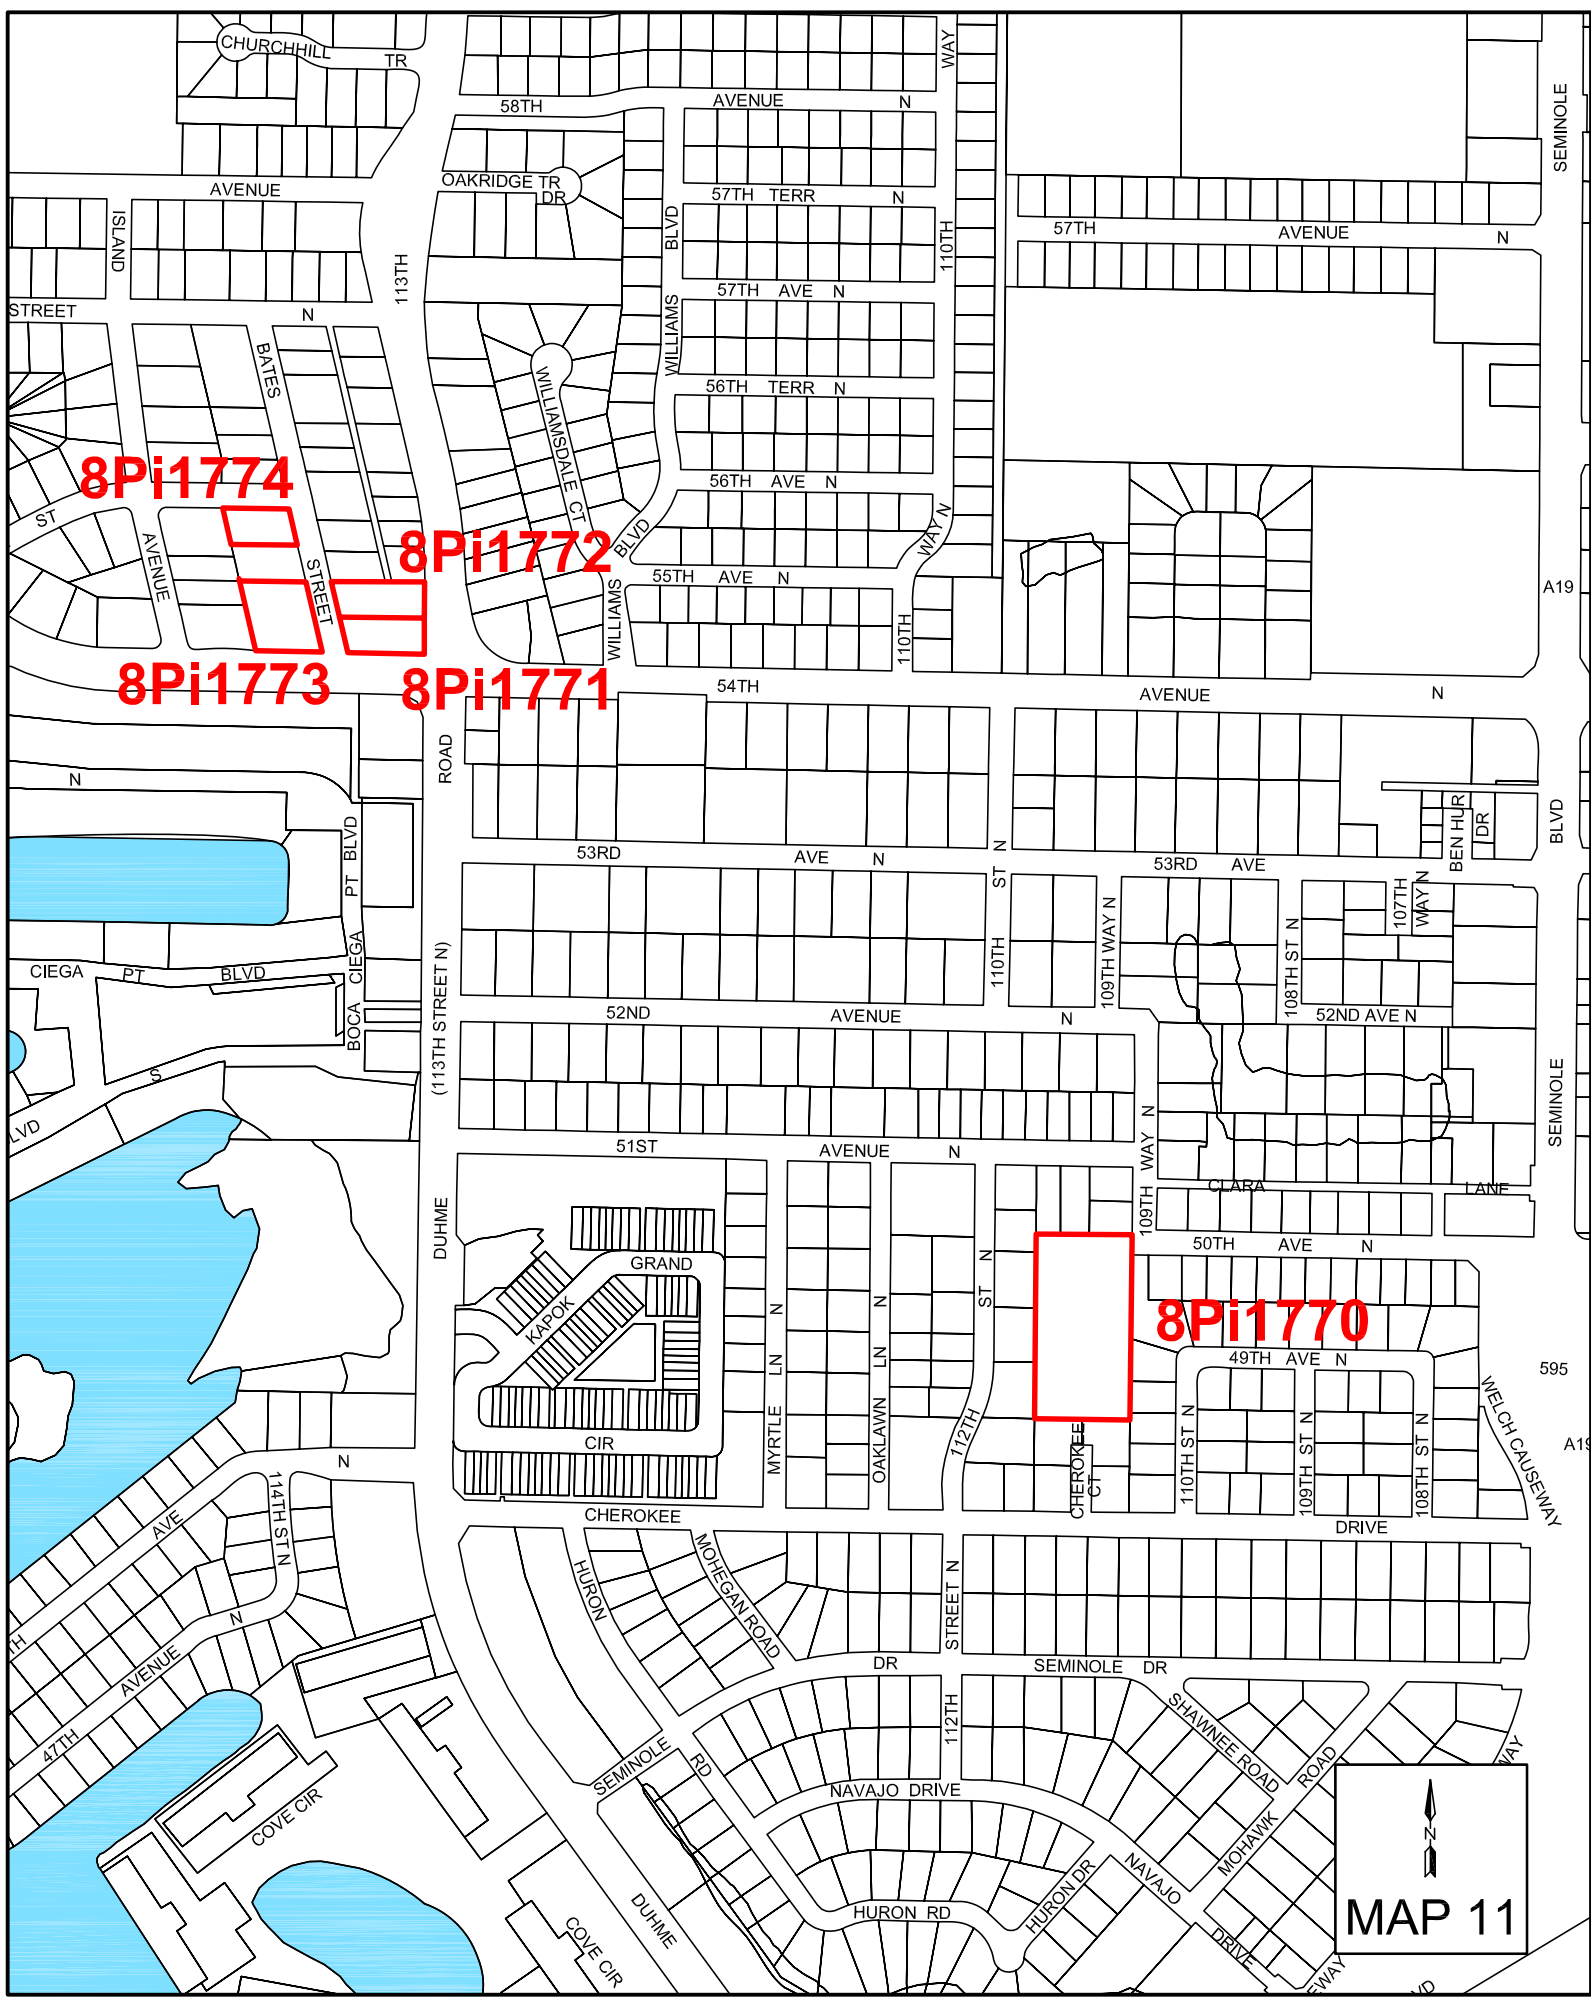 CHURCHHILL
TR
58TH
AVENUE
N
WAY
SEMINOLE
AVENUE
OAKRIDGE TR
DR
57TH TERR
N
ISLAND
BLVD
110TH
57TH
AVENUE
N
113TH
57TH AVE N
STREET
N
WILLIAMS
BATES
WILLIAMSDALE CT
56TH TERR N
8Pi1774
56TH AVE N
ST
AVENUE
8Pi1772
BLVD
WAY N
STREET
55TH AVE N
A19
WILLIAMS
110TH
8Pi1773
8Pi1771
54TH
AVENUE
N
ROAD
N
PT BLVD
BEN HUR
DR
BLVD
53RD
AVE
N
ST N
53RD AVE
107TH
WAY N
CIEGA
PT
BLVD
BOCA CIEGA
(113TH STREET N)
110TH
109TH WAY N
108TH ST N
52ND
AVENUE
N
52ND AVE N
S
LVD
51ST
AVENUE
N
109TH WAY N
SEMINOLE
CLARA
LANE
DUHME
50TH AVE N
GRAND
KAPOK
ST N
8Pi1770
49TH AVE N
595
MYRTLE LN N
OAKLAWN LN N
112TH
CIR
CHEROKEE
CT
110TH ST N
109TH ST N
108TH ST N
WELCH CAUSEWAY
A19
N
AVE
114TH ST N
CHEROKEE
DRIVE
HURON
MOHEGAN ROAD
STREET N
TH
N
AVENUE
47TH
DR
SEMINOLE DR
112TH
SHAWNEE ROAD
SEMINOLE
RD
ROAD
WAY
NAVAJO DRIVE
COVE CIR
MOHAWK
N
NAVAJO
HURON DR
HURON RD
DUHME
COVE CIR
DRIVE
MAP 11
EWAY
VD